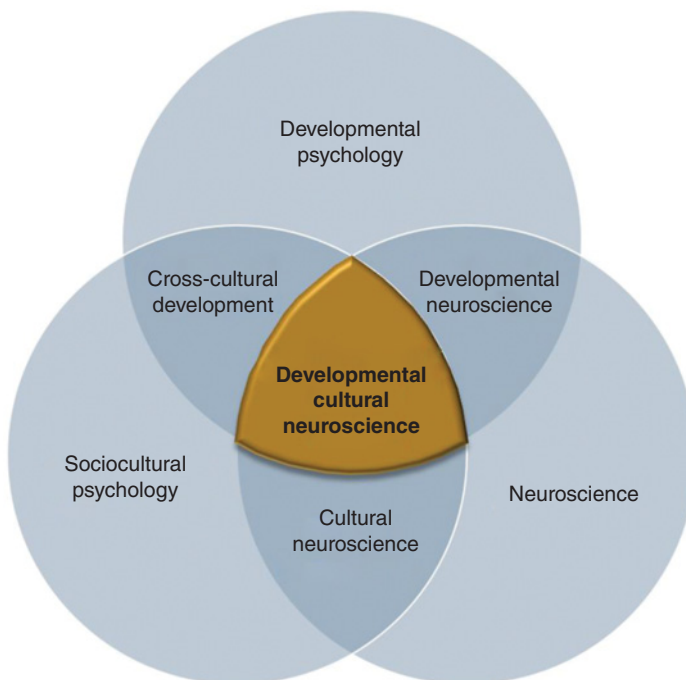 Developmental
psychology
Cross-cultural
development
Developmental
neuroscience
Developmental
cultural
neuroscience
Sociocultural
psychology
Neuroscience
Cultural
neuroscience